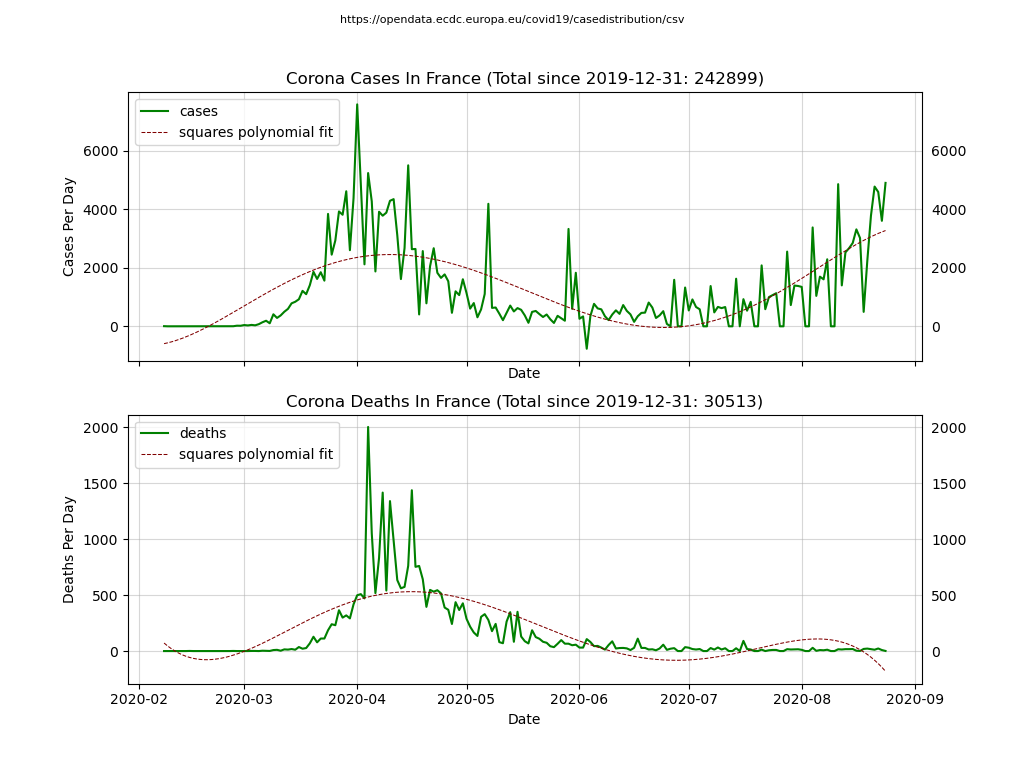 https://opendata.ecdc.europa.eu/covid19/casedistribution/csv
Corona Cases In France (Total since 2019-12-31: 242899)
cases
squares polynomial fit
Cases Per Day
6000
4000
2000
0
6000
4000
2000
0
Date
Corona Deaths In France (Total since 2019-12-31: 30513)
deaths
squares polynomial fit
Deaths Per Day
2000
1500
1000
500
0
2000
1500
1000
500
0
2020-02 2020-03 2020-04 2020-05 2020-06 2020-07 2020-08 2020-09
Date